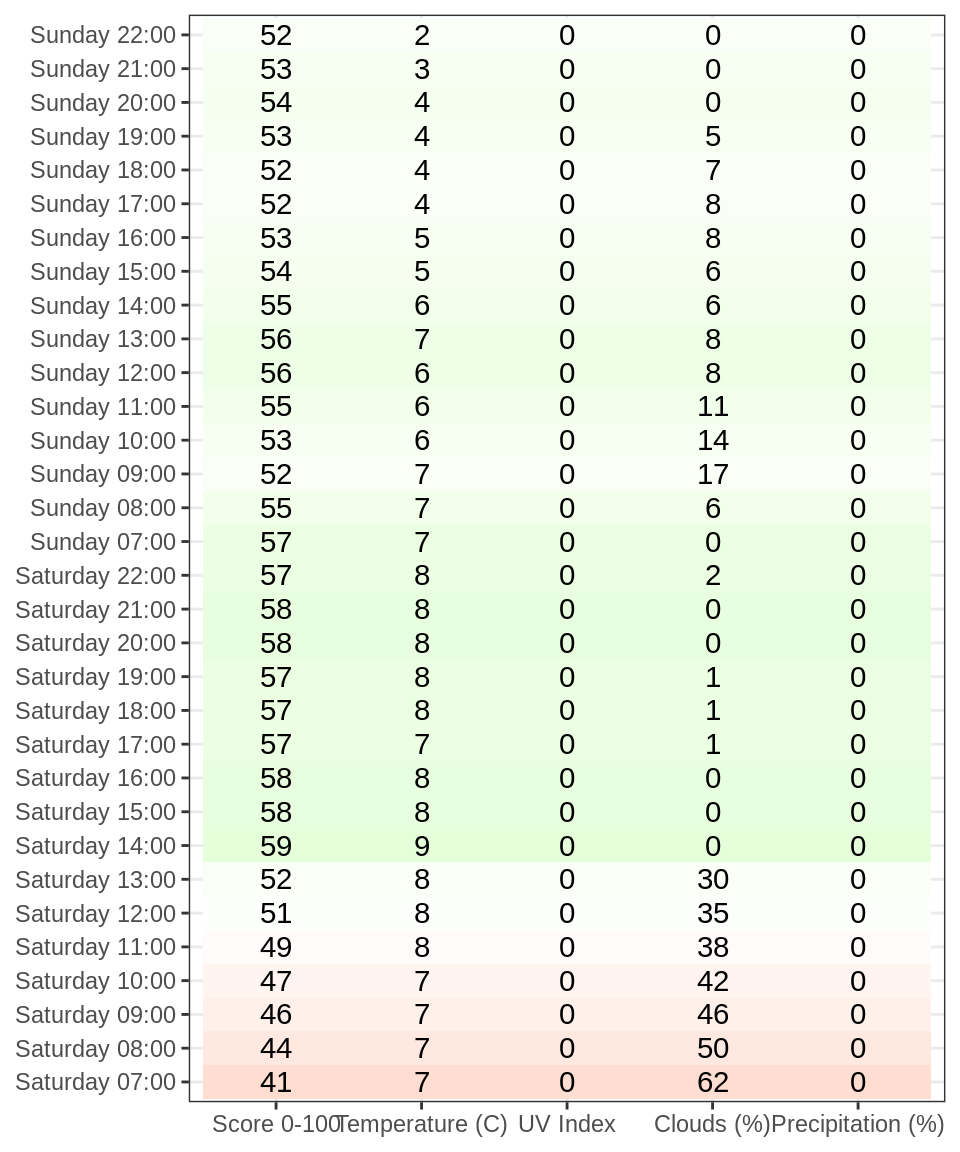 Sunday 22:00 52 2 0 0 0
Sunday 21:00 53 3 0 0 0
Sunday 20:00 54 4 0 0 0
Sunday 19:00 53 4 0 5 0
Sunday 18:00 52 4 0 7 0
Sunday 17:00 52 4 0 8 0
Sunday 16:00 53 5 0 8 0
Sunday 15:00 54 5 0 6 0
Sunday 14:00 55 6 0 6 0
Sunday 13:00 56 7 0 8 0
Sunday 12:00 56 6 0 8 0
Sunday 11:00 55 6 0 11 0
Sunday 10:00 53 6 0 14 0
Sunday 09:00 52 7 0 17 0
Sunday 08:00 55 7 0 6 0
Sunday 07:00 57 7 0 0 0
Saturday 22:00 57 8 0 2 0
Saturday 21:00 58 8 0 0 0
Saturday 20:00 58 8 0 0 0
Saturday 19:00 57 8 0 1 0
Saturday 18:00 57 8 0 1 0
Saturday 17:00 57 7 0 1 0
Saturday 16:00 58 8 0 0 0
Saturday 15:00 58 8 0 0 0
Saturday 14:00 59 9 0 0 0
Saturday 13:00 52 8 0 30 0
Saturday 12:00 51 8 0 35 0
Saturday 11:00 49 8 0 38 0
Saturday 10:00 47 7 0 42 0
Saturday 09:00 46 7 0 46 0
Saturday 08:00 44 7 0 50 0
Saturday 07:00 41 7 0 62 0
Score 0-100 Temperature (C) UV Index Clouds (%) Precipitation (%)